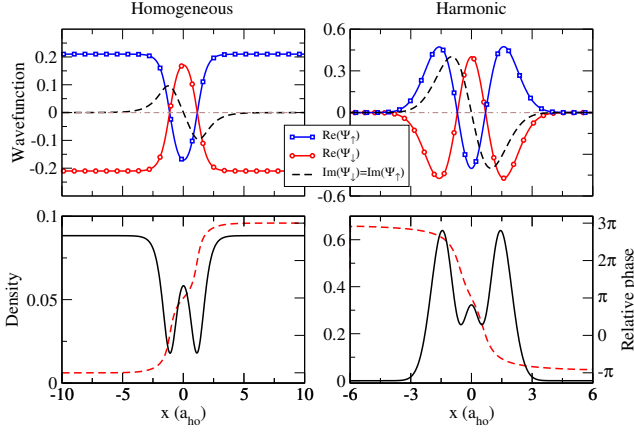 Homogeneous
Harmonic
Wavefunction
0.2
0.1
0
-0.1
-0.2
0.6
0.3
0
-0.3
-0.6
Re(Ψ↑)
Re(Ψ↓)
Im(Ψ↓)=Im(Ψ↑)
Density
0.1
0.05
0
-10
-5
0
5
10
x (aho)
0.6
0.4
0.2
0
-6
-3
0
3
6
x (aho)
3π
2π
π
0
-π
Relative phase